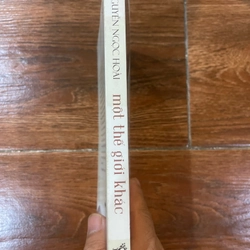 NGUYỄN NGỌC HOÀI
một thế giới khác